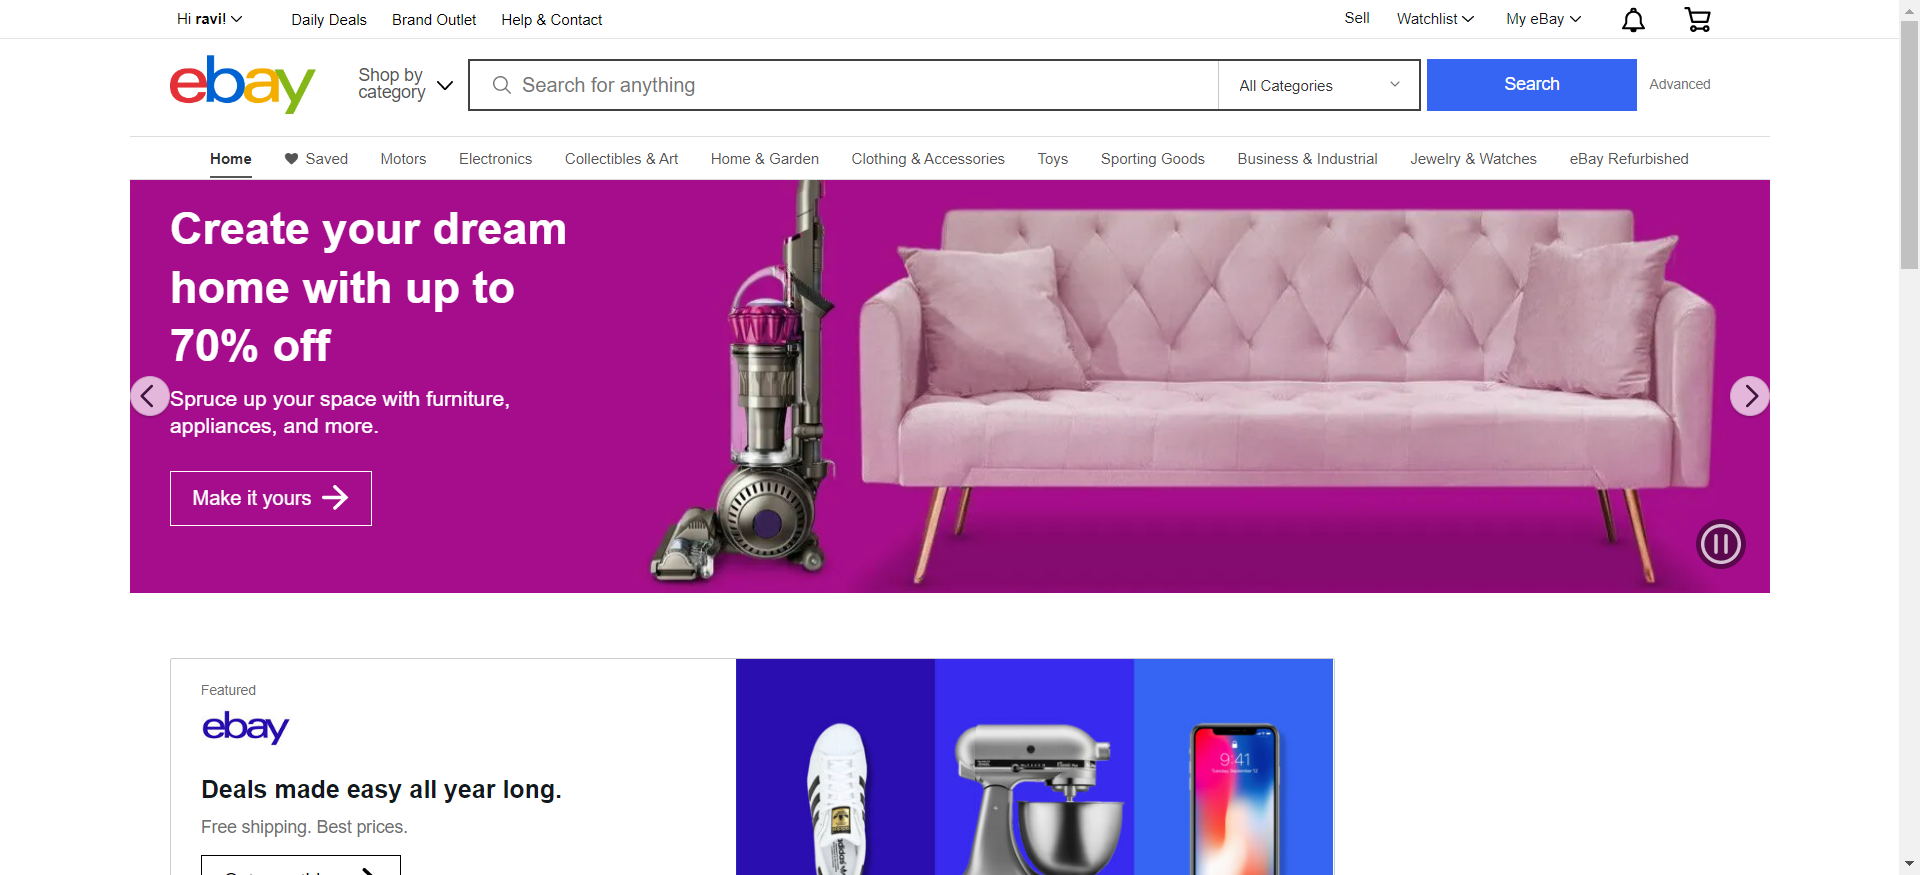 Hi ravi!
Daily Deals
Brand Outlet
Help & Contact
Sell
Watchlist
My eBay
ebay
Shop by
category
Search for anything
All Categories
Search
Advanced
Home
Saved
Motors
Electronics
Collectibles & Art
Home & Garden
Clothing & Accessories
Toys
Sporting Goods
Business & Industrial
Jewelry & Watches
eBay Refurbished
Create your dream
home with up to
70% off
Spruce up your space with furniture,
appliances, and more.
Make it yours
Featured
ebay
Deals made easy all year long.
Free shipping. Best prices.
9:41
Tuesday, September 12
adidas